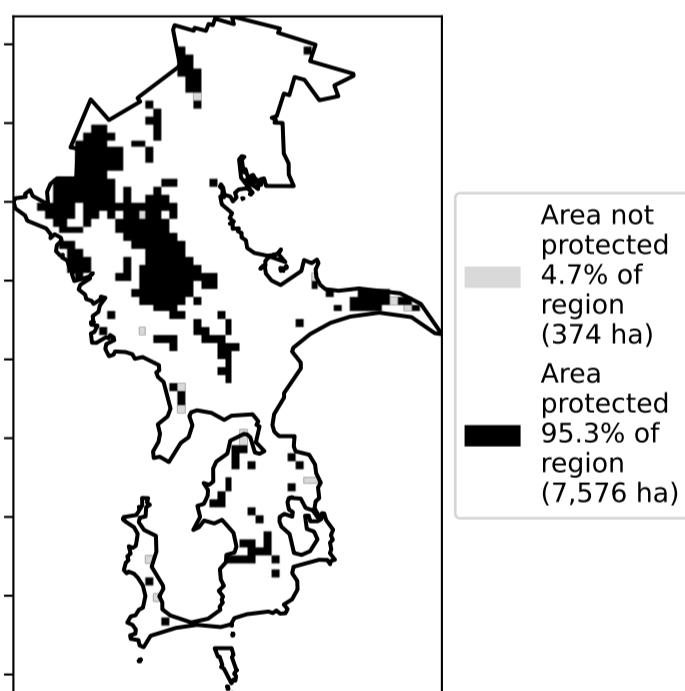 Area not
protected
4.7% of
region
(374 ha)
Area
protected
95.3% of
region
(7,576 ha)